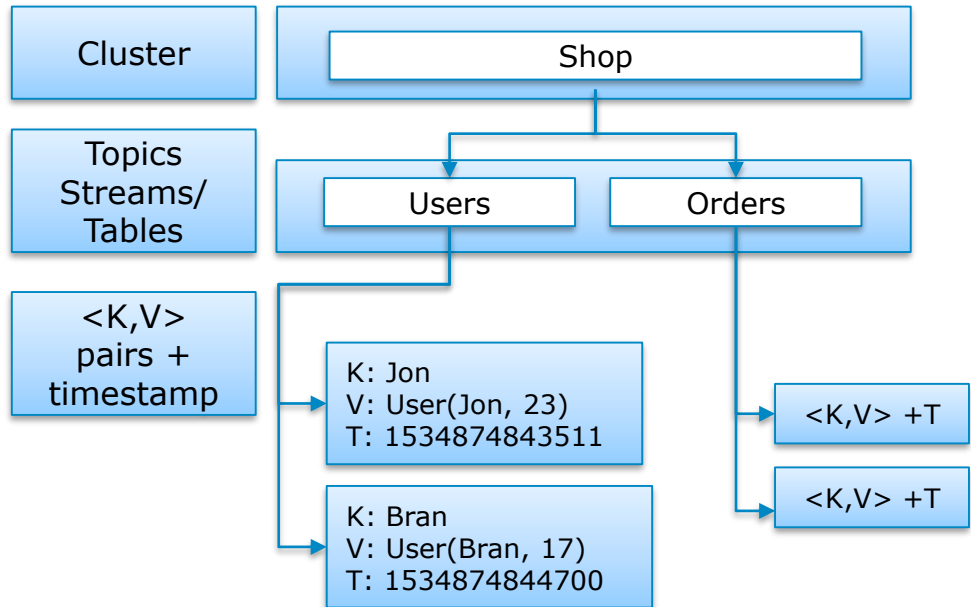 Cluster
Shop
Topics
Streams/
Tables
Users
Orders
<K,V>
pairs +
timestamp
K: Jon
V: User(Jon, 23)
T: 1534874843511
K: Bran
V: User(Bran, 17)
T: 1534874844700
<K,V> +T
<K,V> +T